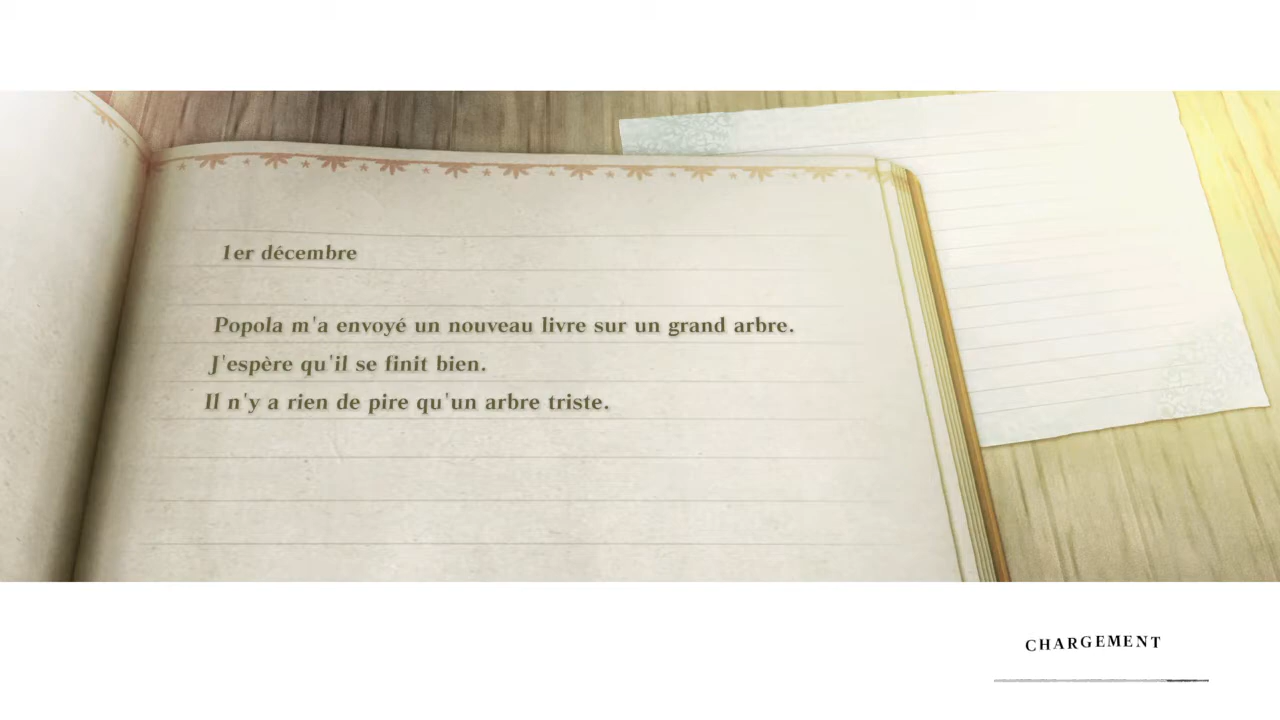 1er décembre
Popola m'a envoyé un nouveau livre sur un grand arbre.
J'espère qu'il se finit bien.
Il n'y a rien de pire qu'un arbre triste.
CHARGEMENT